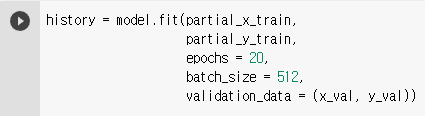 history = model.fit(partial_x_train,
partial_y_train,
epochs = 20,
batch_size = 512,
validation_data = (x_val, y_val))